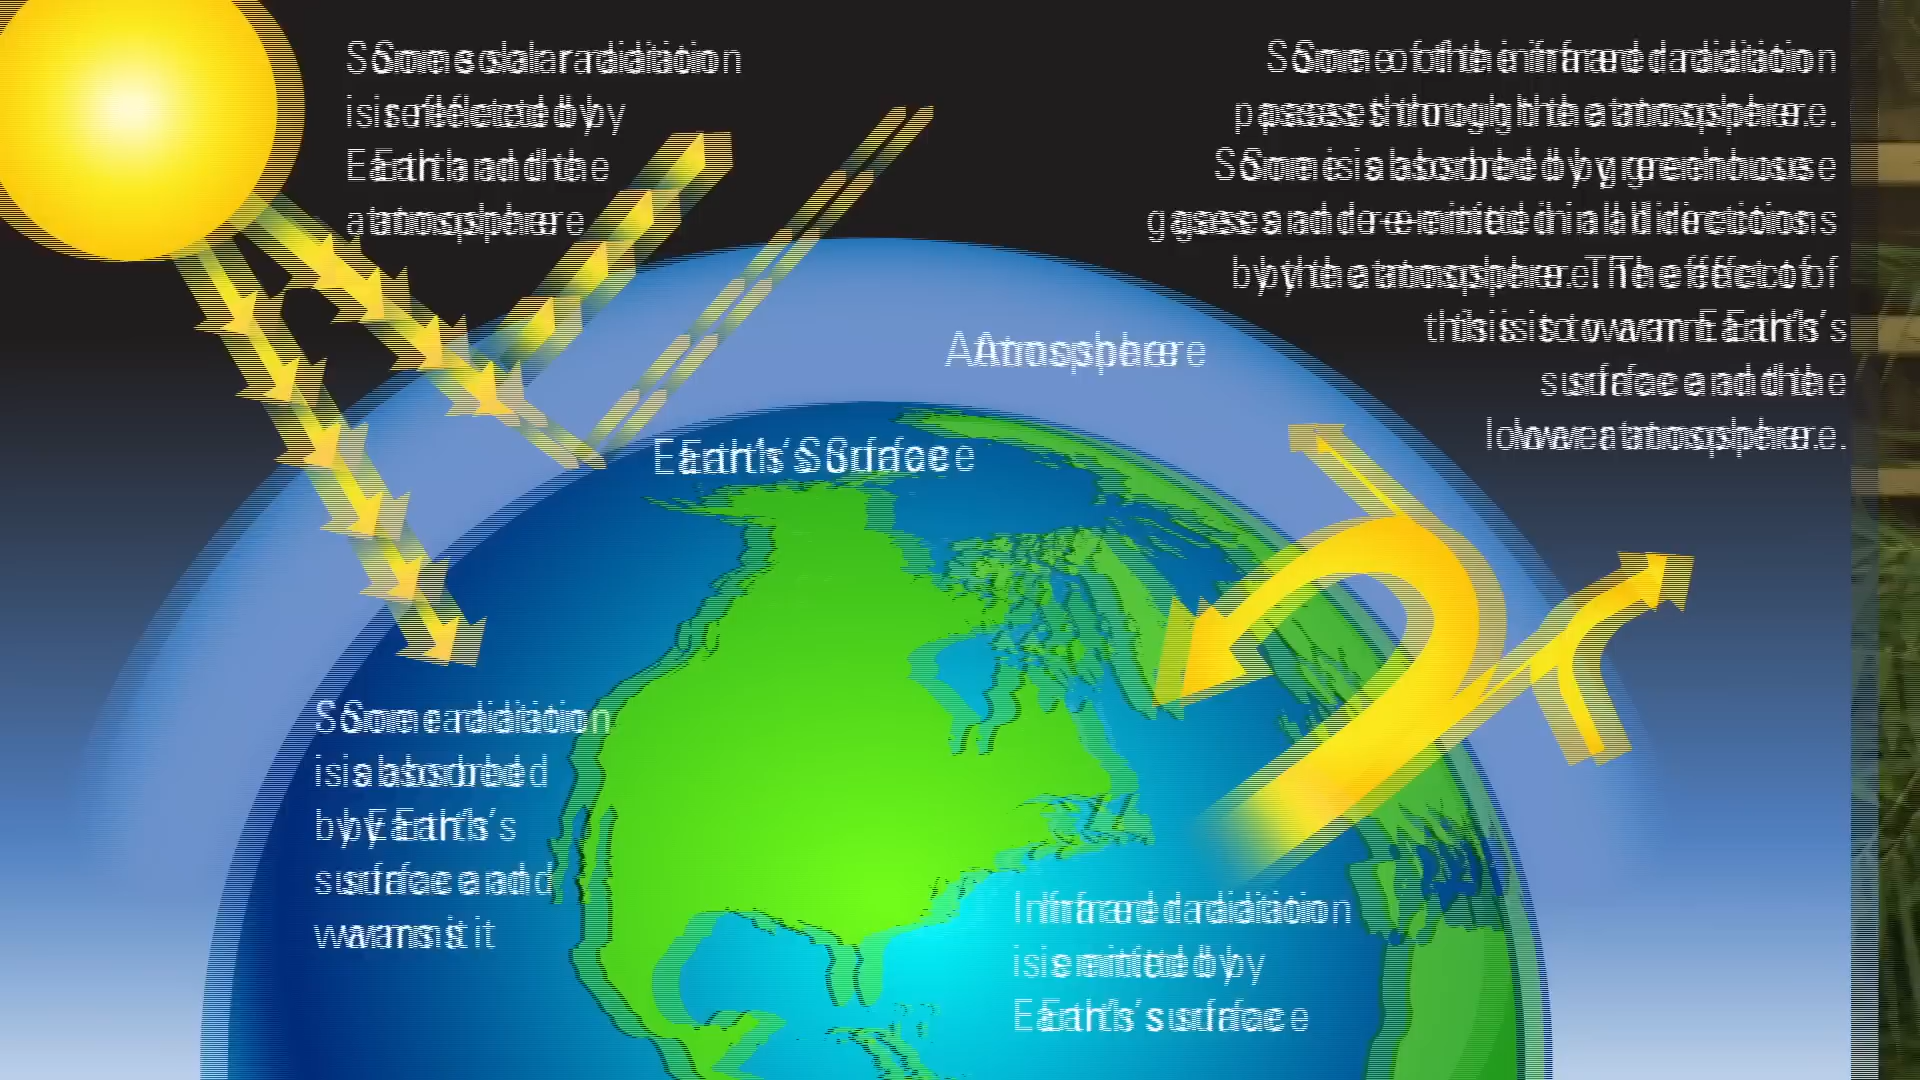 Some solar radiation
is reflected by
Earth and the
atmosphere
Some of the infrared radiation
passes through the atmosphere.
Some is absorbed by greenhouse
gases and re-emitted in all directions
by the atmosphere. The effect of
this is to warm Earth's
surface and the
lower atmosphere.
Atmosphere
Earth's Surface
Some radiation
is absorbed
by Earth's
surface and
warms it
Infrared radiation
is emitted by
Earth's surface